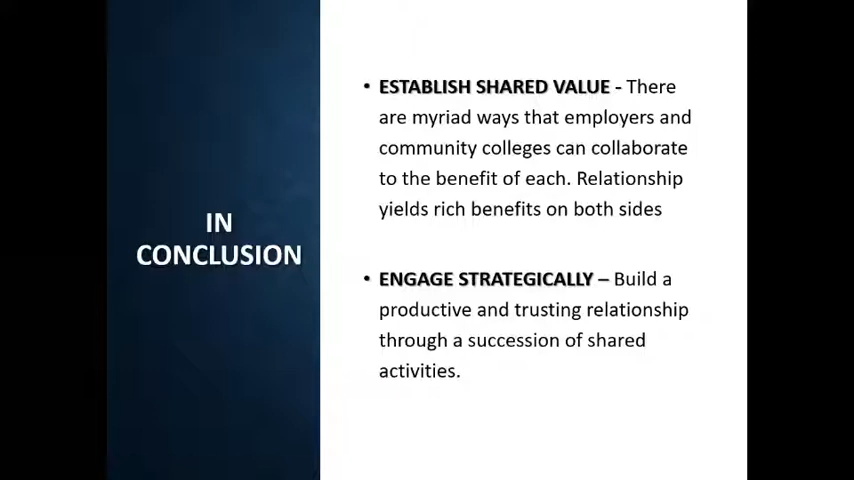 IN
CONCLUSION
• ESTABLISH SHARED VALUE - There
are myriad ways that employers and
community colleges can collaborate
to the benefit of each. Relationship
yields rich benefits on both sides
• ENGAGE STRATEGICALLY – Build a
productive and trusting relationship
through a succession of shared
activities.